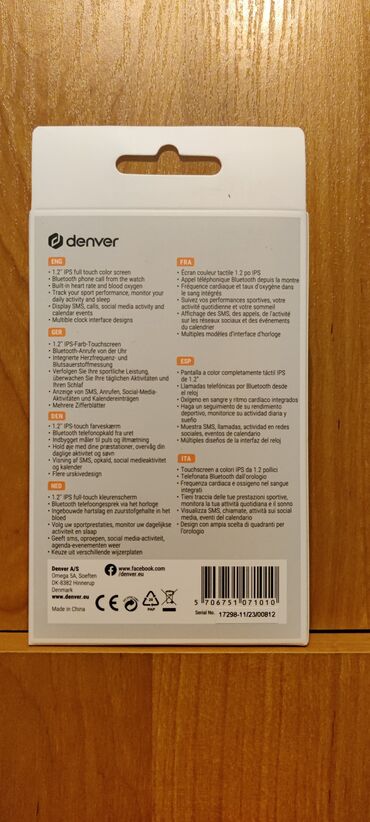 denver
ENG
• 1.2" IPS full touch color screen
• Bluetooth phone call from the watch
• Built-in heart rate and blood oxygen
• Track your sport performance, monitor your
daily activity and sleep
• Display SMS, calls, social media activity and
calendar events
• Multible clock interface designs
GER
• 1.2" IPS-Farb-Touchscreen
• Bluetooth-Anrufe von der Uhr
• Integrierte Herzfrequenz- und
Blutsauerstoffmessung
• Verfolgen Sie Ihre sportliche Leistung,
überwachen Sie Ihre täglichen Aktivitäten und
Ihren Schlaf
• Anzeige von SMS, Anrufen, Social-Media-
Aktivitäten und Kalendereinträgen
• Mehrere Zifferblätter
DEN
• 1.2" IPS-touch farveskærm
• Bluetooth telefonopkald fra uret
• Indbygget måler til puls og iltmætning
• Hold øje med dine præstationer, overvåg din
daglige aktivitet og søvn
• Visning af SMS, opkald, social medieaktivitet
og kalender
• Flere urskivedesign
NED
• 1.2" IPS full-touch kleurenscherm
• Bluetooth telefoongesprek via het horloge
• Ingebouwde hartslag en zuurstofgehalte in het
bloed
• Volg uw sportprestaties, monitor uw dagelijkse
activiteit en slaap
• Geeft sms, oproepen, social media-activiteit,
agenda-evenementen weer
• Keuze uit verschillende wijzerplaten
FRA
• Écran couleur tactile 1.2 po IPS
• Appel téléphonique Bluetooth depuis la montre
• Fréquence cardiaque et taux d'oxygène dans
le sang intégrés
• Suivez vos performances sportives, votre
activité quotidienne et votre sommeil
• Affichage des SMS, des appels, de l'activité
sur les réseaux sociaux et des événements
du calendrier
• Multiples modèles d'interface d'horloge
ESP
• Pantalla a color completamente táctil IPS
de 1.2"
• Llamadas telefónicas por Bluetooth desde
el reloj
• Oxígeno en sangre y ritmo cardíaco integrados
• Haga un seguimiento de su rendimiento
deportivo, monitorice su actividad diaria y
sueño
• Muestra SMS, llamadas, actividad en redes
sociales, eventos de calendario
• Múltiples diseños de la interfaz del reloj
ITA
• Touchscreen a colori IPS da 1.2 pollici
• Telefonata Bluetooth dall'orologio
• Frequenza cardiaca e ossigeno nel sangue
integrati
• Tieni traccia delle tue prestazioni sportive,
monitora la tua attività quotidiana e il sonno
• Visualizza SMS, chiamate, attività sui social
media, eventi del calendario
• Design con ampia scelta di quadranti per
l'orologio
Denver A/S
Omega 5A, Soeften
DK-8382 Hinnerup
Denmark
www.denver.eu
Made in China
www.facebook.com
/denver.eu
CE
PAP
5 706751 071010
Serial No. 17298-11/23/00812